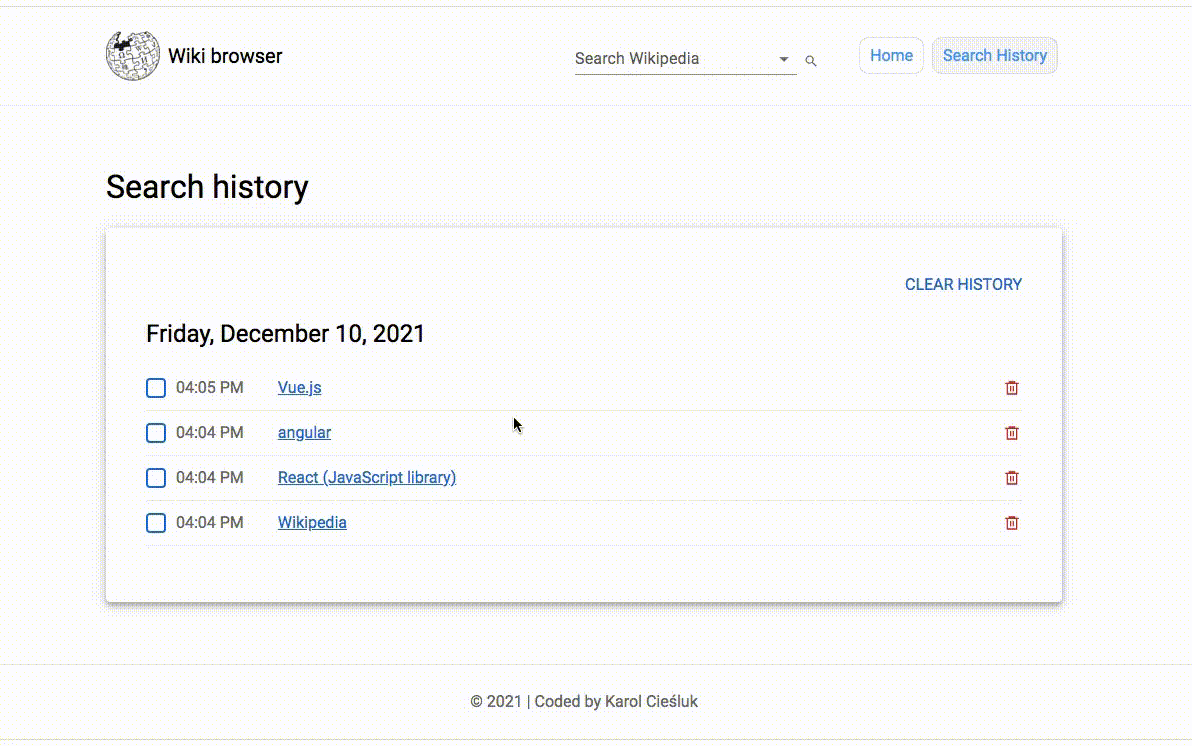 Wiki browser
Search Wikipedia
Home
Search History
Search history
CLEAR HISTORY
Friday, December 10, 2021
04:05 PM Vue.js
04:04 PM angular
04:04 PM React (JavaScript library)
04:04 PM Wikipedia
© 2021 | Coded by Karol Cieśluk